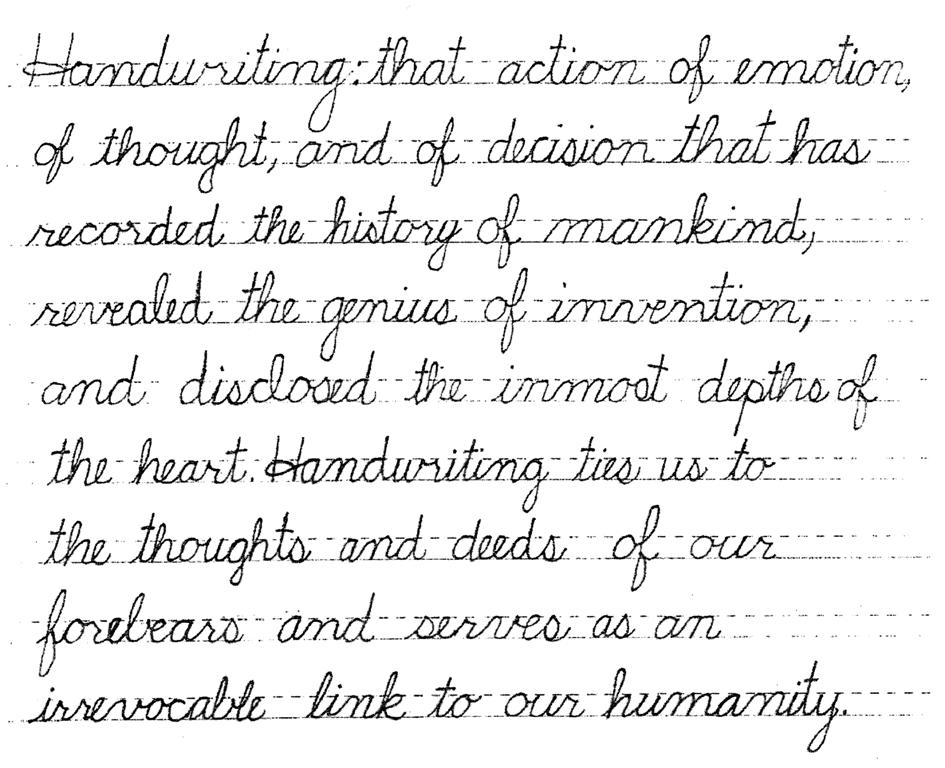 Handwriting: that action of emotion,
of thought, and of decision that has
recorded the history of mankind,
revealed the genius of invention,
and disclosed the inmost depths of
the heart. Handwriting ties us to
the thoughts and deeds of our
forebears and serves as an
irrevocable link to our humanity.